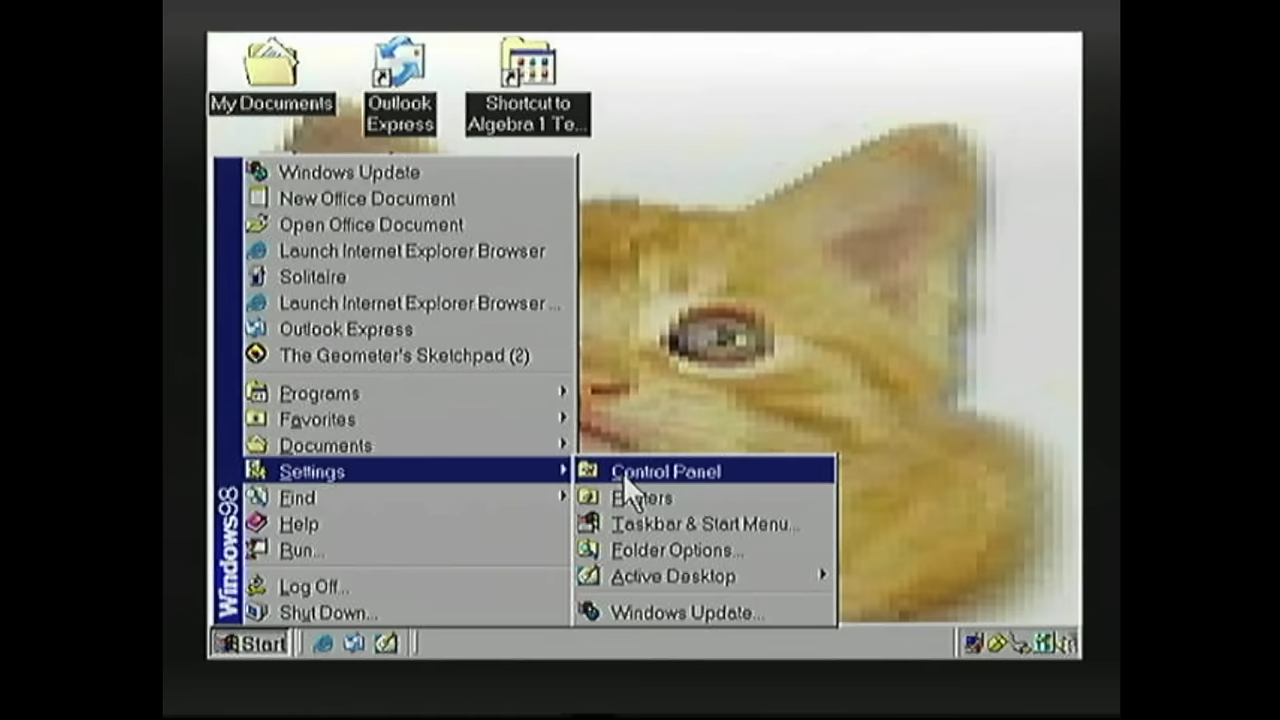 My Documents
Outlook
Express
Shortcut to
Algebra 1 Te...
Windows Update
New Office Document
Open Office Document
Launch Internet Explorer Browser
Solitaire
Launch Internet Explorer Browser ...
Outlook Express
The Geometer's Sketchpad (2)
Programs
Favorites
Documents
Settings
Find
Help
Run...
Log Off...
Shut Down...
Windows98
Control Panel
Taskbar & Start Menu...
Folder Options...
Active Desktop
Windows Update...
Start